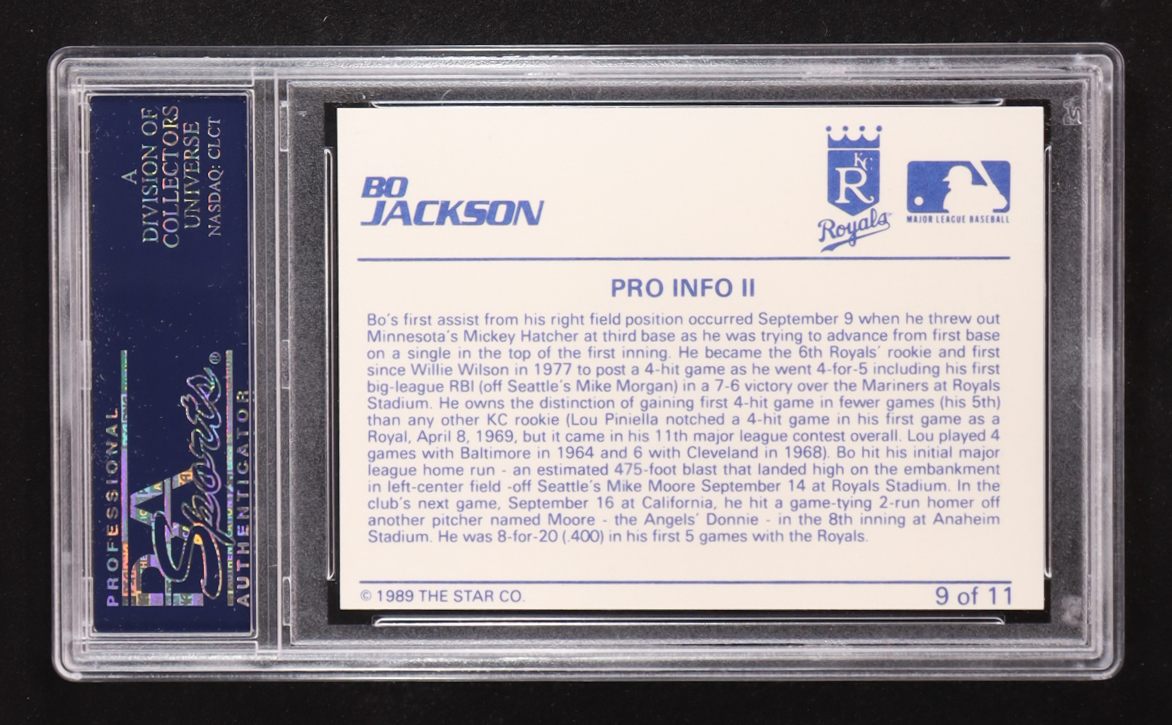 A
DIVISION OF
COLLECTORS
UNIVERSE
NASDAQ: CLCT
PROFESSIONAL
PSA
Sports®
AUTHENTICATOR
BO
JACKSON
KC
R
Royals
MAJOR LEAGUE BASEBALL
PRO INFO II
Bo's first assist from his right field position occurred September 9 when he threw out
Minnesota's Mickey Hatcher at third base as he was trying to advance from first base
on a single in the top of the first inning. He became the 6th Royals' rookie and first
since Willie Wilson in 1977 to post a 4-hit game as he went 4-for-5 including his first
big-league RBI (off Seattle's Mike Morgan) in a 7-6 victory over the Mariners at Royals
Stadium. He owns the distinction of gaining first 4-hit game in fewer games (his 5th)
than any other KC rookie (Lou Piniella notched a 4-hit game in his first game as a
Royal, April 8, 1969, but it came in his 11th major league contest overall. Lou played 4
games with Baltimore in 1964 and 6 with Cleveland in 1968). Bo hit his initial major
league home run - an estimated 475-foot blast that landed high on the embankment
in left-center field -off Seattle's Mike Moore September 14 at Royals Stadium. In the
club's next game, September 16 at California, he hit a game-tying 2-run homer off
another pitcher named Moore - the Angels' Donnie - in the 8th inning at Anaheim
Stadium. He was 8-for-20 (.400) in his first 5 games with the Royals.
© 1989 THE STAR CO.
9 of 11